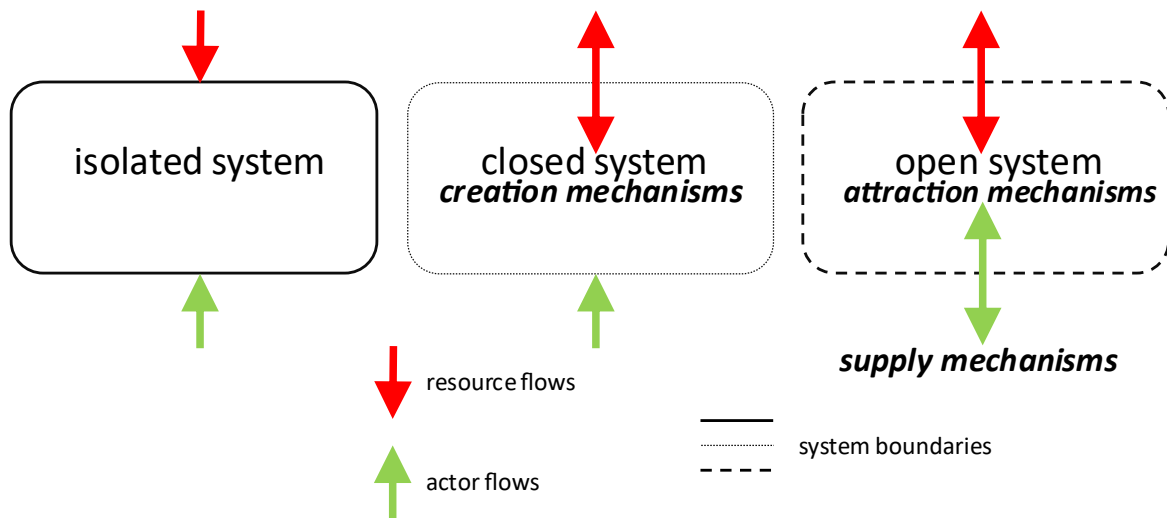 isolated system
closed system
creation mechanisms
open system
attraction mechanisms
supply mechanisms
resource flows
system boundaries
actor flows